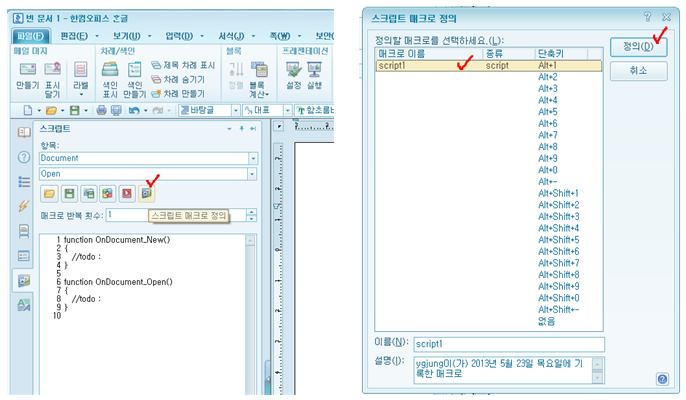 빈 문서 1 - 한컴오피스 한글
파일(F) 편집(E) 보기(U) 입력(D) 서식(J) 쪽(W) 보안
메일 머지 차례/색인 블록 프레젠테이션
만들기 표시 달기 라벨 색인 표시 색인 만들기 제목 차례 표시 차례 숨기기 차례 만들기 정렬 블록 계산 설정 실행
바탕글 대표 함초롬바
스크립트
항목:
Document
Open
매크로 반복 횟수: 1
스크립트 매크로 정의
1 function OnDocument_New()
2 {
3 //todo :
4 }
5
6 function OnDocument_Open()
7 {
8 //todo :
9 }
10
스크립트 매크로 정의
정의할 매크로를 선택하세요.(L):
매크로 이름 종류 단축키
script1 script Alt+1
Alt+2
Alt+3
Alt+4
Alt+5
Alt+6
Alt+7
Alt+8
Alt+9
Alt+0
Alt+-
Alt+Shift+1
Alt+Shift+2
Alt+Shift+3
Alt+Shift+4
Alt+Shift+5
Alt+Shift+6
Alt+Shift+7
Alt+Shift+8
Alt+Shift+9
Alt+Shift+0
Alt+Shift+-
없음
정의(D)
취소
이름(N): script1
설명(I): ygjung이(가) 2013년 5월 23일 목요일에 기
록한 매크로